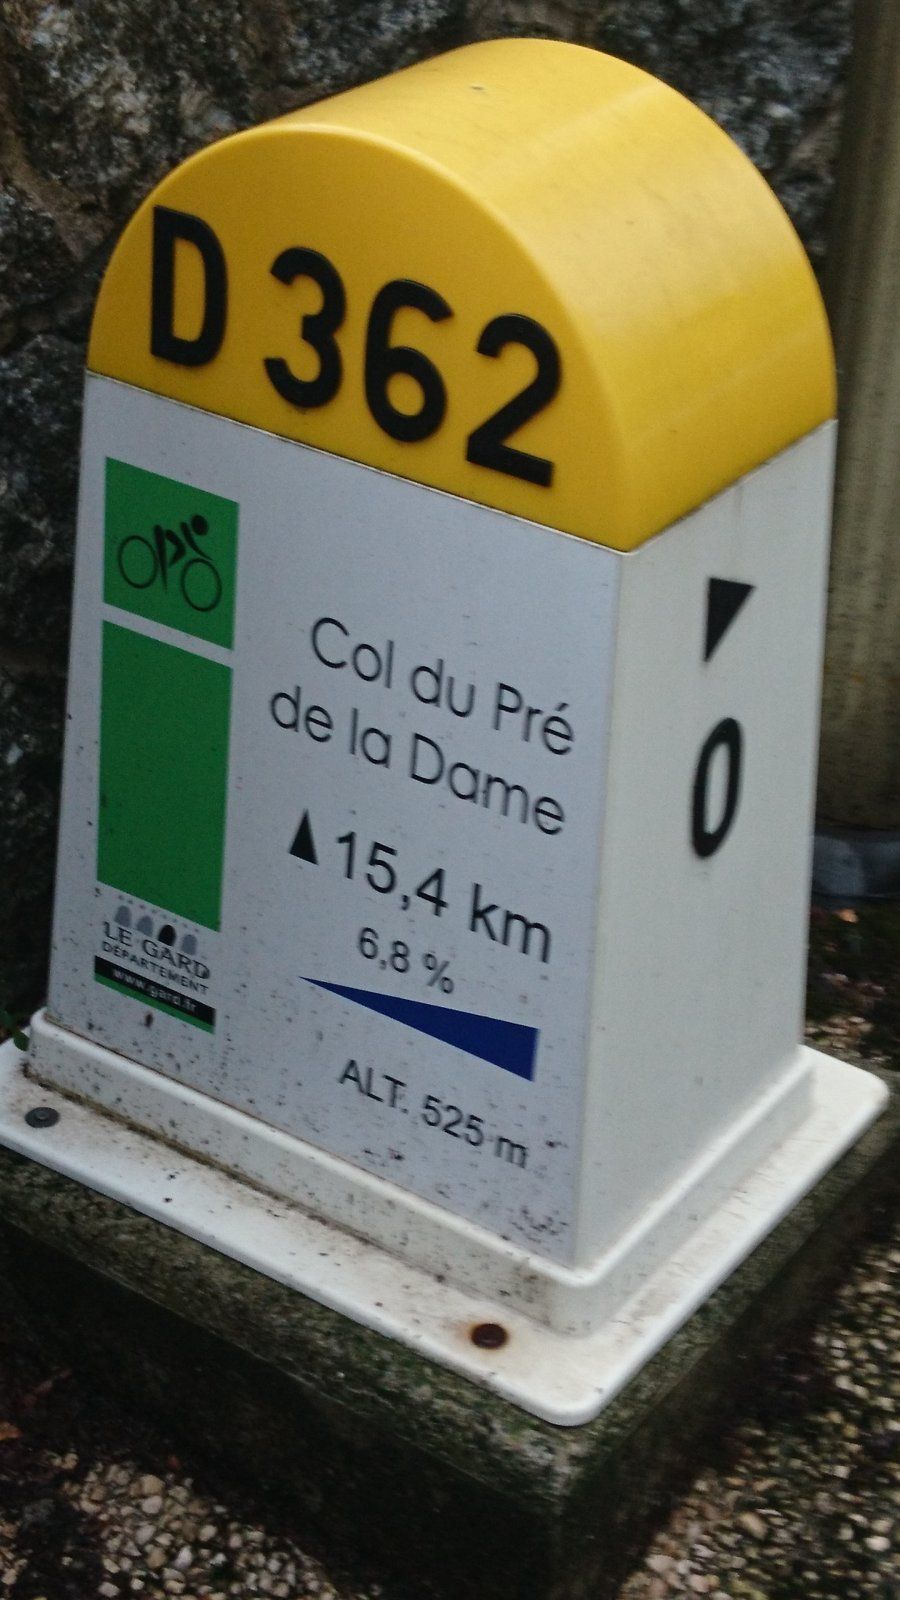 D 362
Col du Pré
de la Dame
▲ 15,4 km
6,8 %
ALT. 525 m
LE GARD
DÉPARTEMENT
www.gard.fr
0